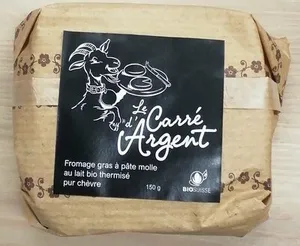 Le Carré
d'Argent
Fromage gras à pâte molle
au lait bio thermisé
pur chèvre
150 g
BIOSUISSE